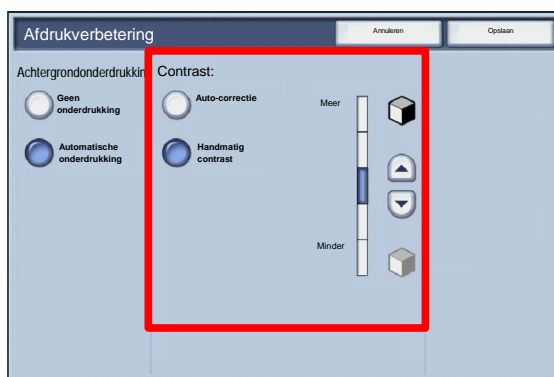 Afdrukverbetering
Annuleren
Opslaan
Achtergrondonderdrukkin
Contrast:
Geen
onderdrukking
Automatische
onderdrukking
Auto-correctie
Handmatig
contrast
Meer
Minder